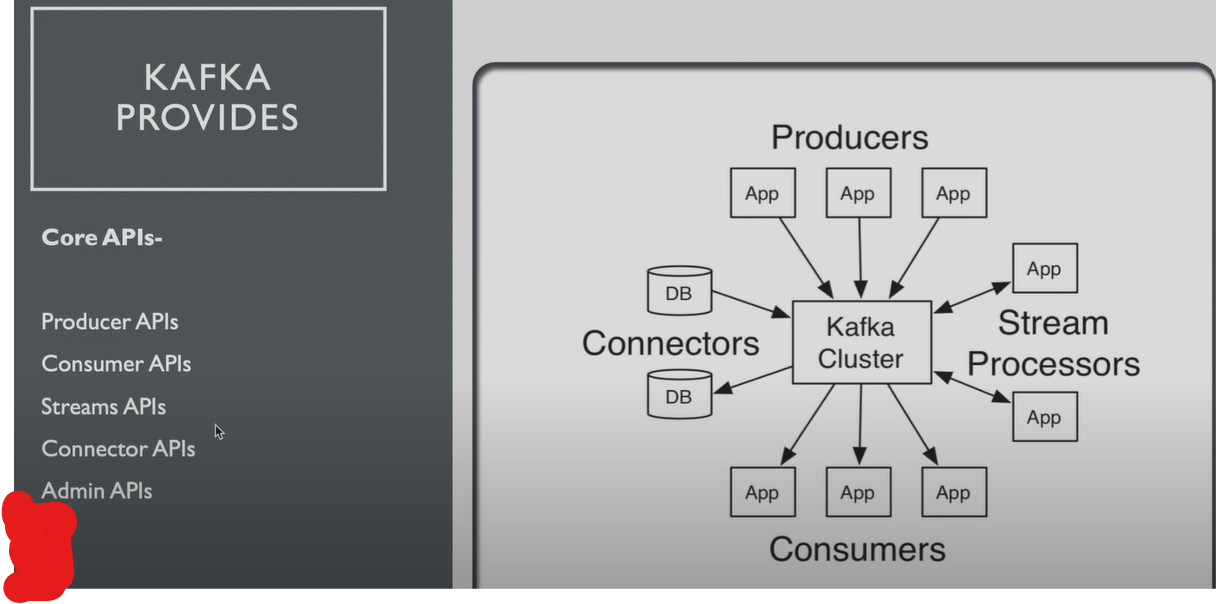 KAFKA
PROVIDES
Core APIs-
Producer APIs
Consumer APIs
Streams APIs
Connector APIs
Admin APIs
Producers
App App App
DB
App
Connectors
Kafka
Cluster
Stream
Processors
DB
App
App App App
Consumers